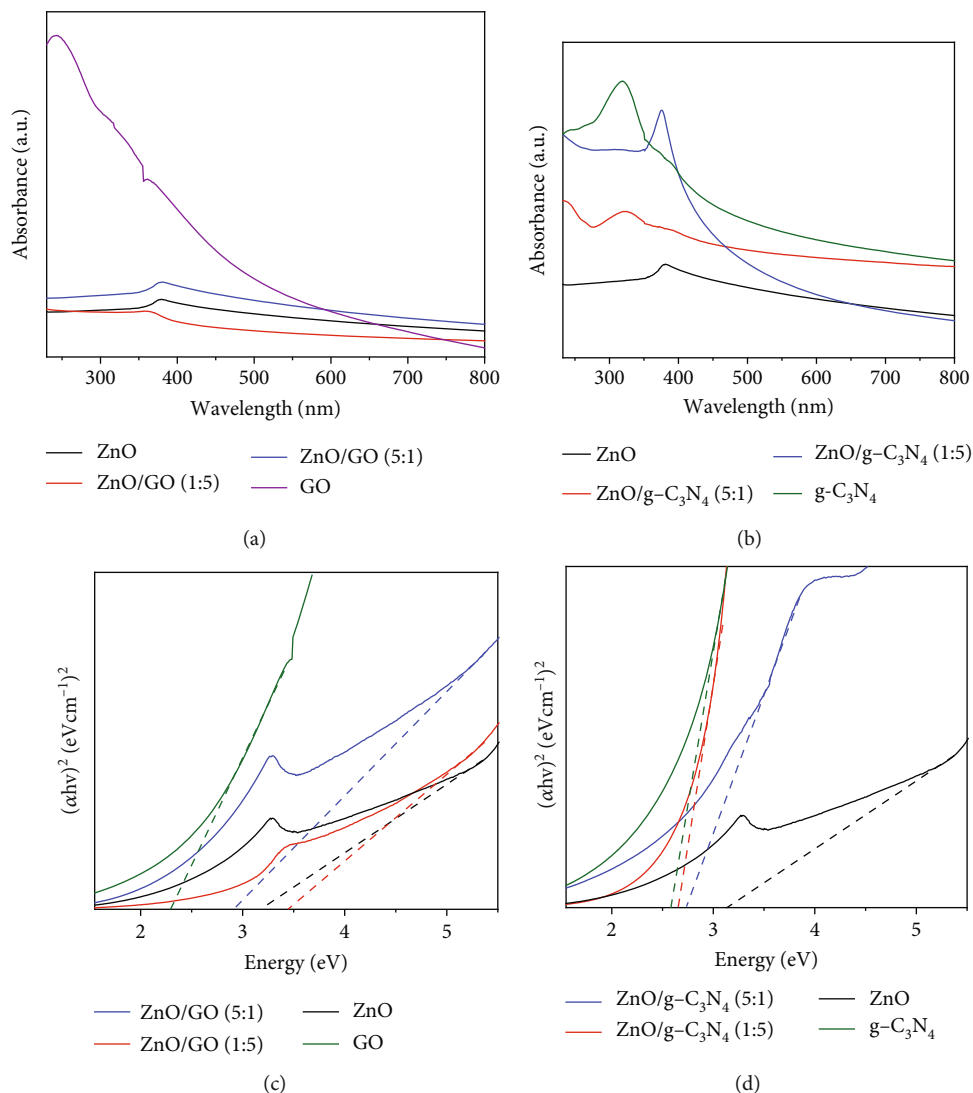 Absorbance (a.u.)
300 400 500 600 700 800
Wavelength (nm)
ZnO
ZnO/GO (5:1)
ZnO/GO (1:5)
GO
(a)
Absorbance (a.u.)
300 400 500 600 700 800
Wavelength (nm)
ZnO
ZnO/g–C₃N₄ (1:5)
ZnO/g–C₃N₄ (5:1)
g-C₃N₄
(b)
(αhv)² (eVcm⁻¹)²
2 3 4 5
Energy (eV)
ZnO/GO (5:1)
ZnO
ZnO/GO (1:5)
GO
(c)
(αhv)² (eVcm⁻¹)²
2 3 4 5
Energy (eV)
ZnO/g–C₃N₄ (5:1)
ZnO
ZnO/g–C₃N₄ (1:5)
g–C₃N₄
(d)